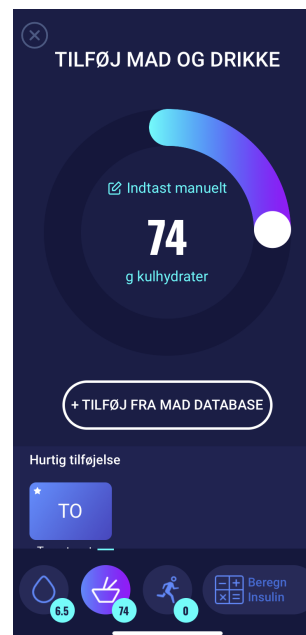 TILFØJ MAD OG DRIKKE
Indtast manuelt
74
g kulhydrater
+ TILFØJ FRA MAD DATABASE
Hurtig tilføjelse
TO
6.5
74
0
Beregn
Insulin